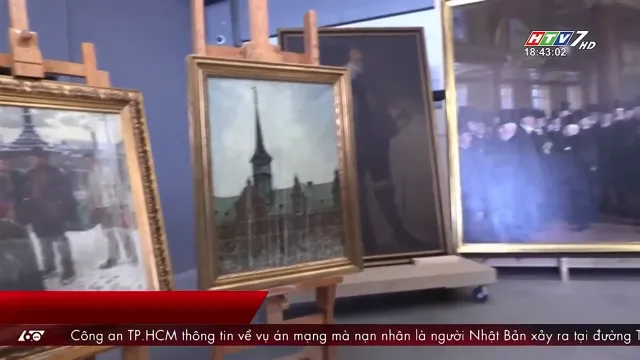 HTV7 HD
18:43:02
60
Công an TP.HCM thông tin về vụ án mạng mà nạn nhân là người Nhật Bản xảy ra tại đường T